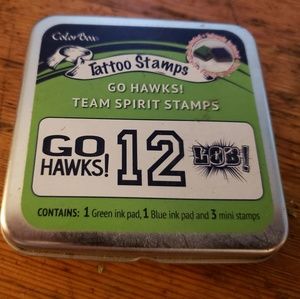 ColorBox
Tattoo Stamps
GO HAWKS!
TEAM SPIRIT STAMPS
GO
HAWKS!
12
LOB!
CONTAINS: 1 Green ink pad, 1 Blue ink pad and 3 mini stamps